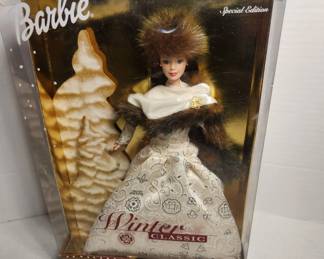 Barbie
Special Edition
Winter
CLASSIC